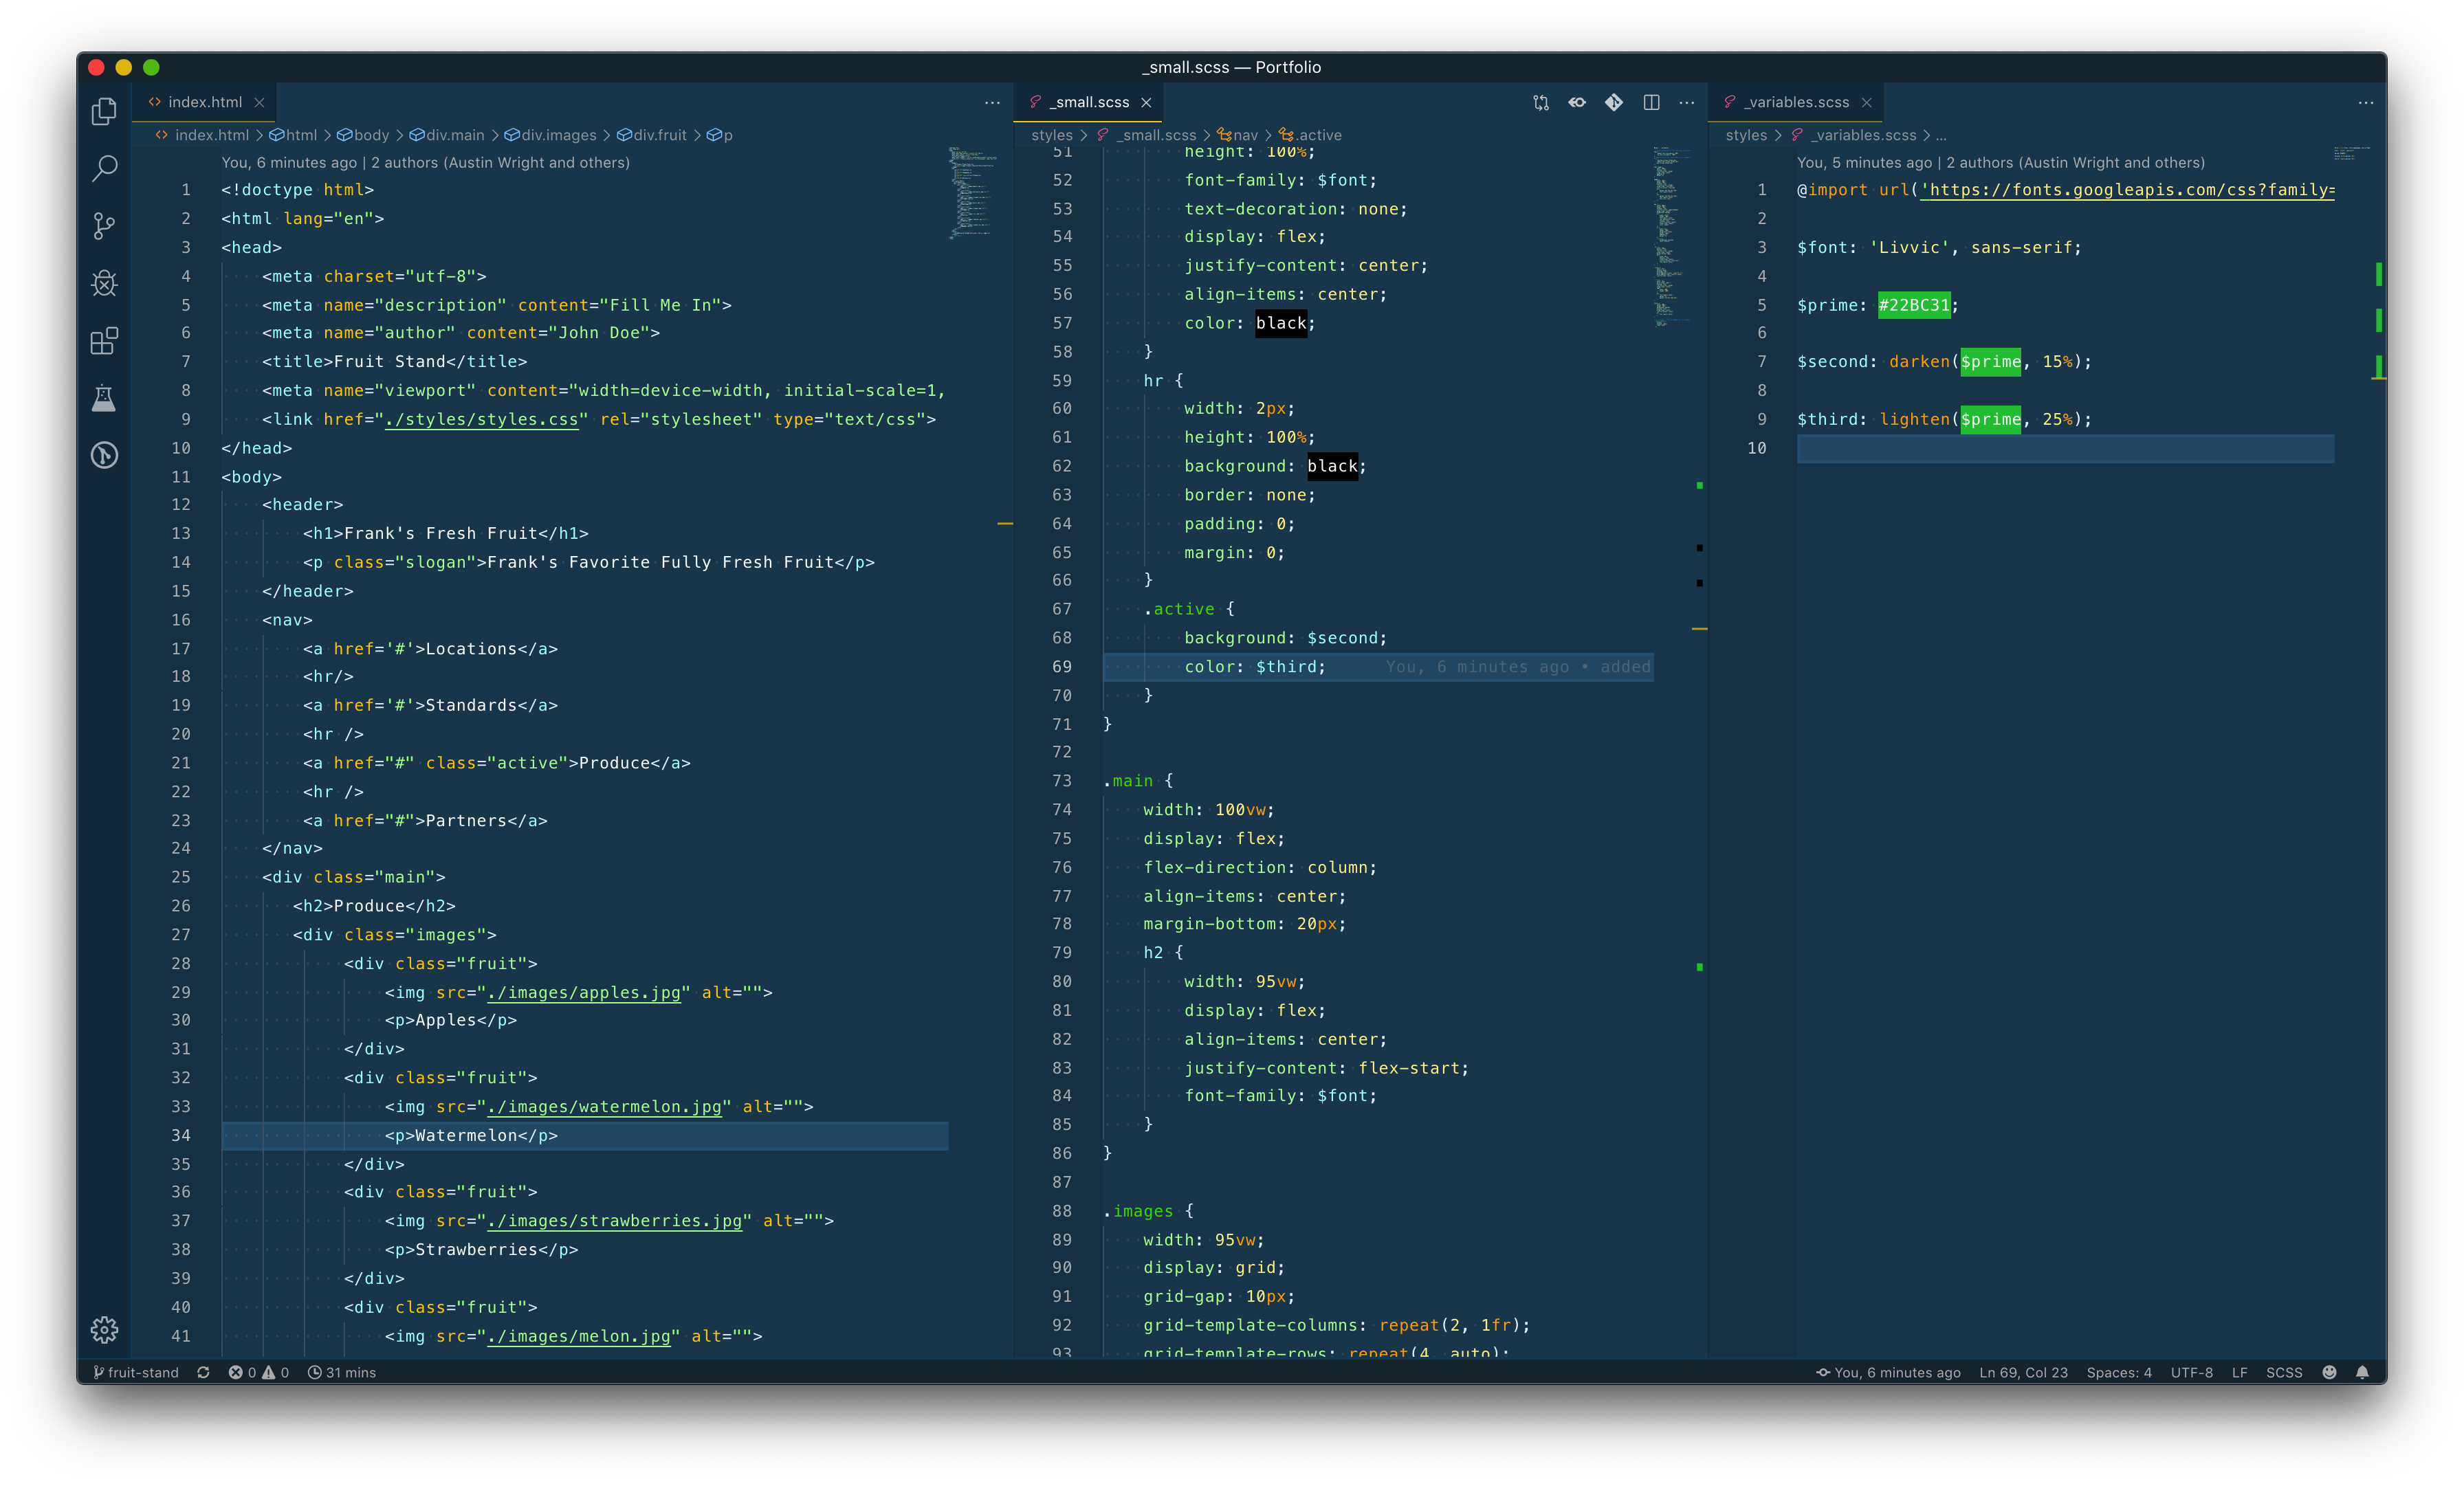 _small.scss — Portfolio
index.html
index.html > html > body > div.main > div.images > div.fruit > p
You, 6 minutes ago | 2 authors (Austin Wright and others)
1 <!doctype html>
2 <html lang="en">
3 <head>
4 <meta charset="utf-8">
5 <meta name="description" content="Fill Me In">
6 <meta name="author" content="John Doe">
7 <title>Fruit Stand</title>
8 <meta name="viewport" content="width=device-width, initial-scale=1,
9 <link href="./styles/styles.css" rel="stylesheet" type="text/css">
10 </head>
11 <body>
12 <header>
13 <h1>Frank's Fresh Fruit</h1>
14 <p class="slogan">Frank's Favorite Fully Fresh Fruit</p>
15 </header>
16 <nav>
17 <a href='#'>Locations</a>
18 <hr/>
19 <a href='#'>Standards</a>
20 <hr />
21 <a href="#" class="active">Produce</a>
22 <hr />
23 <a href="#">Partners</a>
24 </nav>
25 <div class="main">
26 <h2>Produce</h2>
27 <div class="images">
28 <div class="fruit">
29 <img src="./images/apples.jpg" alt="">
30 <p>Apples</p>
31 </div>
32 <div class="fruit">
33 <img src="./images/watermelon.jpg" alt="">
34 <p>Watermelon</p>
35 </div>
36 <div class="fruit">
37 <img src="./images/strawberries.jpg" alt="">
38 <p>Strawberries</p>
39 </div>
40 <div class="fruit">
41 <img src="./images/melon.jpg" alt="">
_small.scss
styles > _small.scss > nav > .active
51 height: 100%;
52 font-family: $font;
53 text-decoration: none;
54 display: flex;
55 justify-content: center;
56 align-items: center;
57 color: black;
58 }
59 hr {
60 width: 2px;
61 height: 100%;
62 background: black;
63 border: none;
64 padding: 0;
65 margin: 0;
66 }
67 .active {
68 background: $second;
69 color: $third; You, 6 minutes ago • added
70 }
71 }
72
73 .main {
74 width: 100vw;
75 display: flex;
76 flex-direction: column;
77 align-items: center;
78 margin-bottom: 20px;
79 h2 {
80 width: 95vw;
81 display: flex;
82 align-items: center;
83 justify-content: flex-start;
84 font-family: $font;
85 }
86 }
87
88 .images {
89 width: 95vw;
90 display: grid;
91 grid-gap: 10px;
92 grid-template-columns: repeat(2, 1fr);
93 grid-template-rows: repeat(4, auto);
_variables.scss
styles > _variables.scss > ...
You, 5 minutes ago | 2 authors (Austin Wright and others)
1 @import url('https://fonts.googleapis.com/css?family=
2
3 $font: 'Livvic', sans-serif;
4
5 $prime: #22BC31;
6
7 $second: darken($prime, 15%);
8
9 $third: lighten($prime, 25%);
10
fruit-stand 0 0 31 mins
You, 6 minutes ago Ln 69, Col 23 Spaces: 4 UTF-8 LF SCSS